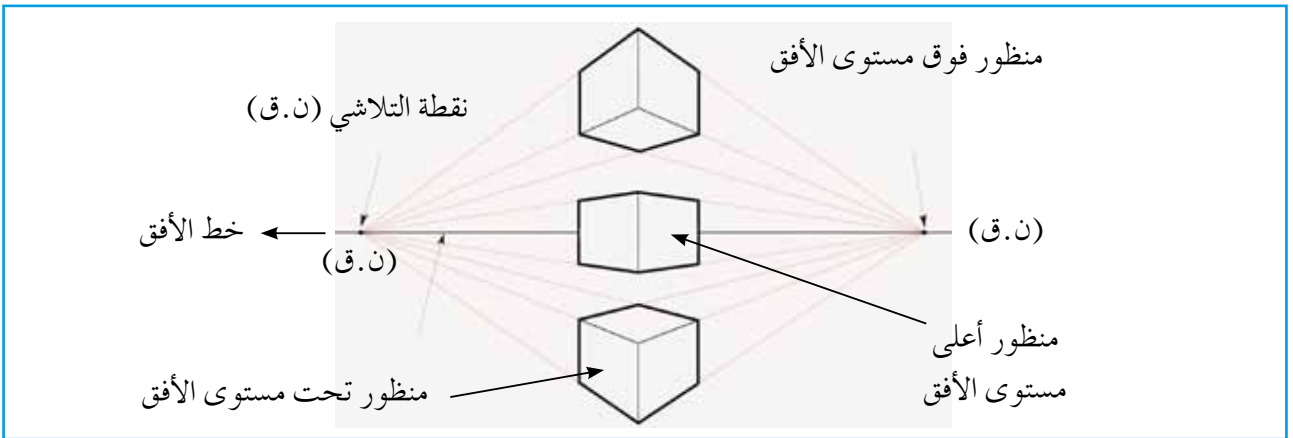 منظور فوق مستوى الأفق
نقطة التلاشي (ن.ق)
(ن.ق)
خط الأفق
(ن.ق)
منظور أعلى
مستوى الأفق
منظور تحت مستوى الأفق